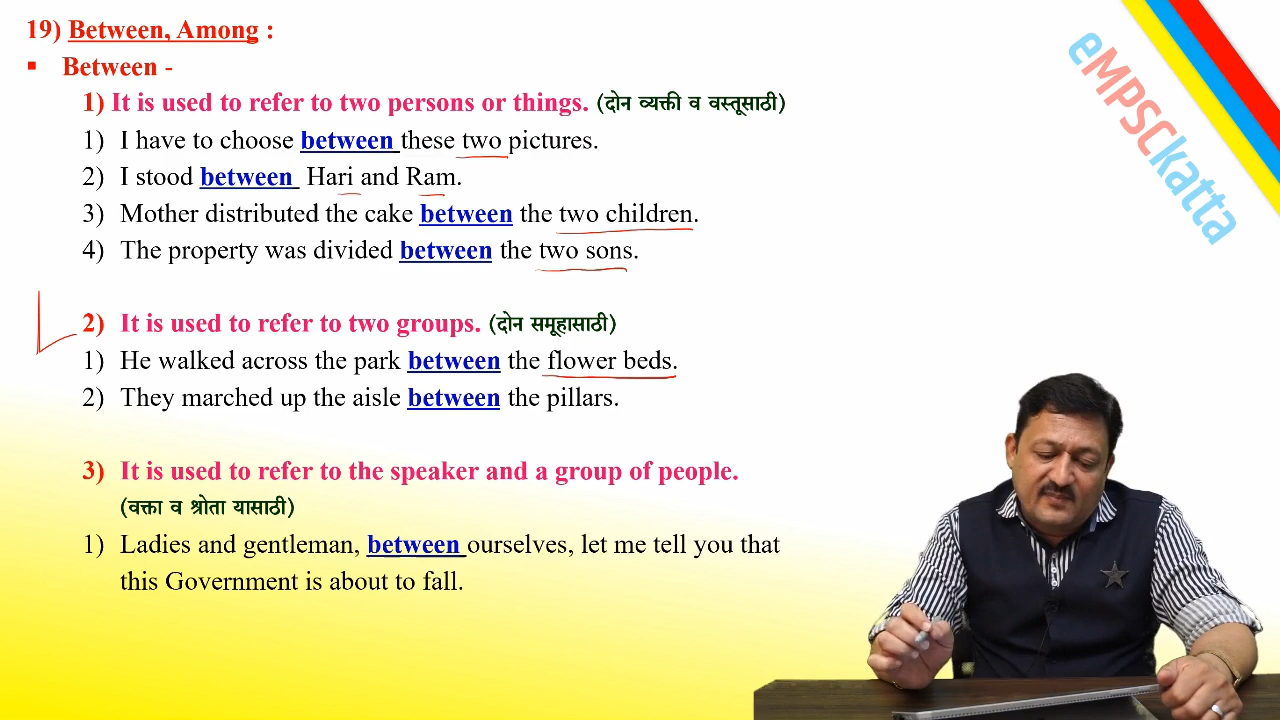 19) Between, Among :
▪ Between -
1) It is used to refer to two persons or things. (दोन व्यक्ती व वस्तूसाठी)
1) I have to choose between these two pictures.
2) I stood between Hari and Ram.
3) Mother distributed the cake between the two children.
4) The property was divided between the two sons.
2) It is used to refer to two groups. (दोन समूहासाठी)
1) He walked across the park between the flower beds.
2) They marched up the aisle between the pillars.
3) It is used to refer to the speaker and a group of people.
(वक्ता व श्रोता यासाठी)
1) Ladies and gentleman, between ourselves, let me tell you that
this Government is about to fall.
eMPSCkatta